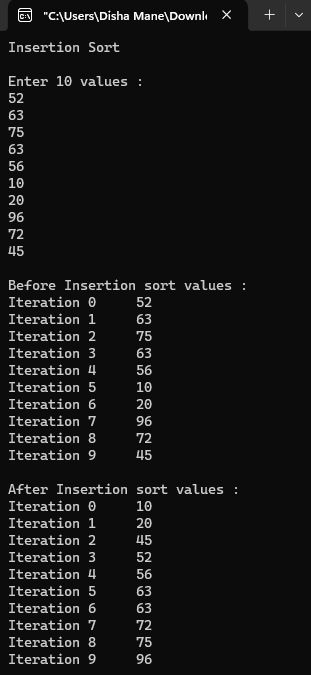 "C:\Users\Disha Mane\Downl
Insertion Sort
Enter 10 values :
52
63
75
63
56
10
20
96
72
45
Before Insertion sort values :
Iteration 0 52
Iteration 1 63
Iteration 2 75
Iteration 3 63
Iteration 4 56
Iteration 5 10
Iteration 6 20
Iteration 7 96
Iteration 8 72
Iteration 9 45
After Insertion sort values :
Iteration 0 10
Iteration 1 20
Iteration 2 45
Iteration 3 52
Iteration 4 56
Iteration 5 63
Iteration 6 63
Iteration 7 72
Iteration 8 75
Iteration 9 96